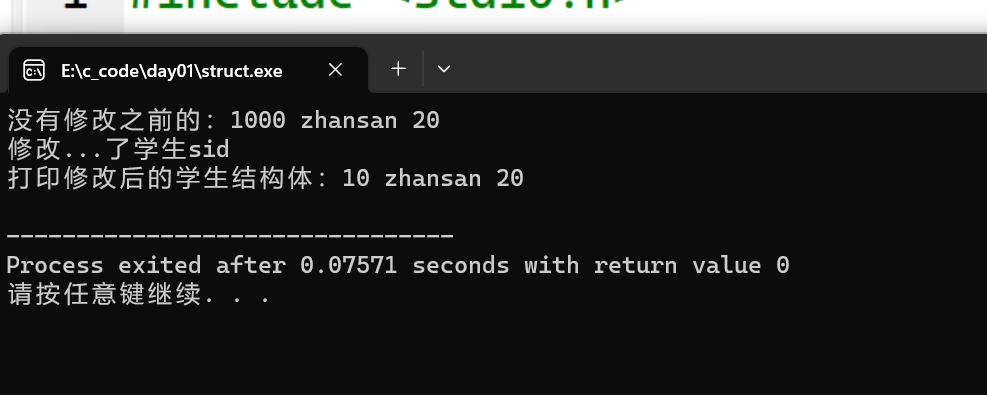 1 #include <stdio.h>
E:\c_code\day01\struct.exe
没有修改之前的: 1000 zhansan 20
修改...了学生sid
打印修改后的学生结构体: 10 zhansan 20
--------------------------------
Process exited after 0.07571 seconds with return value 0
请按任意键继续. . .